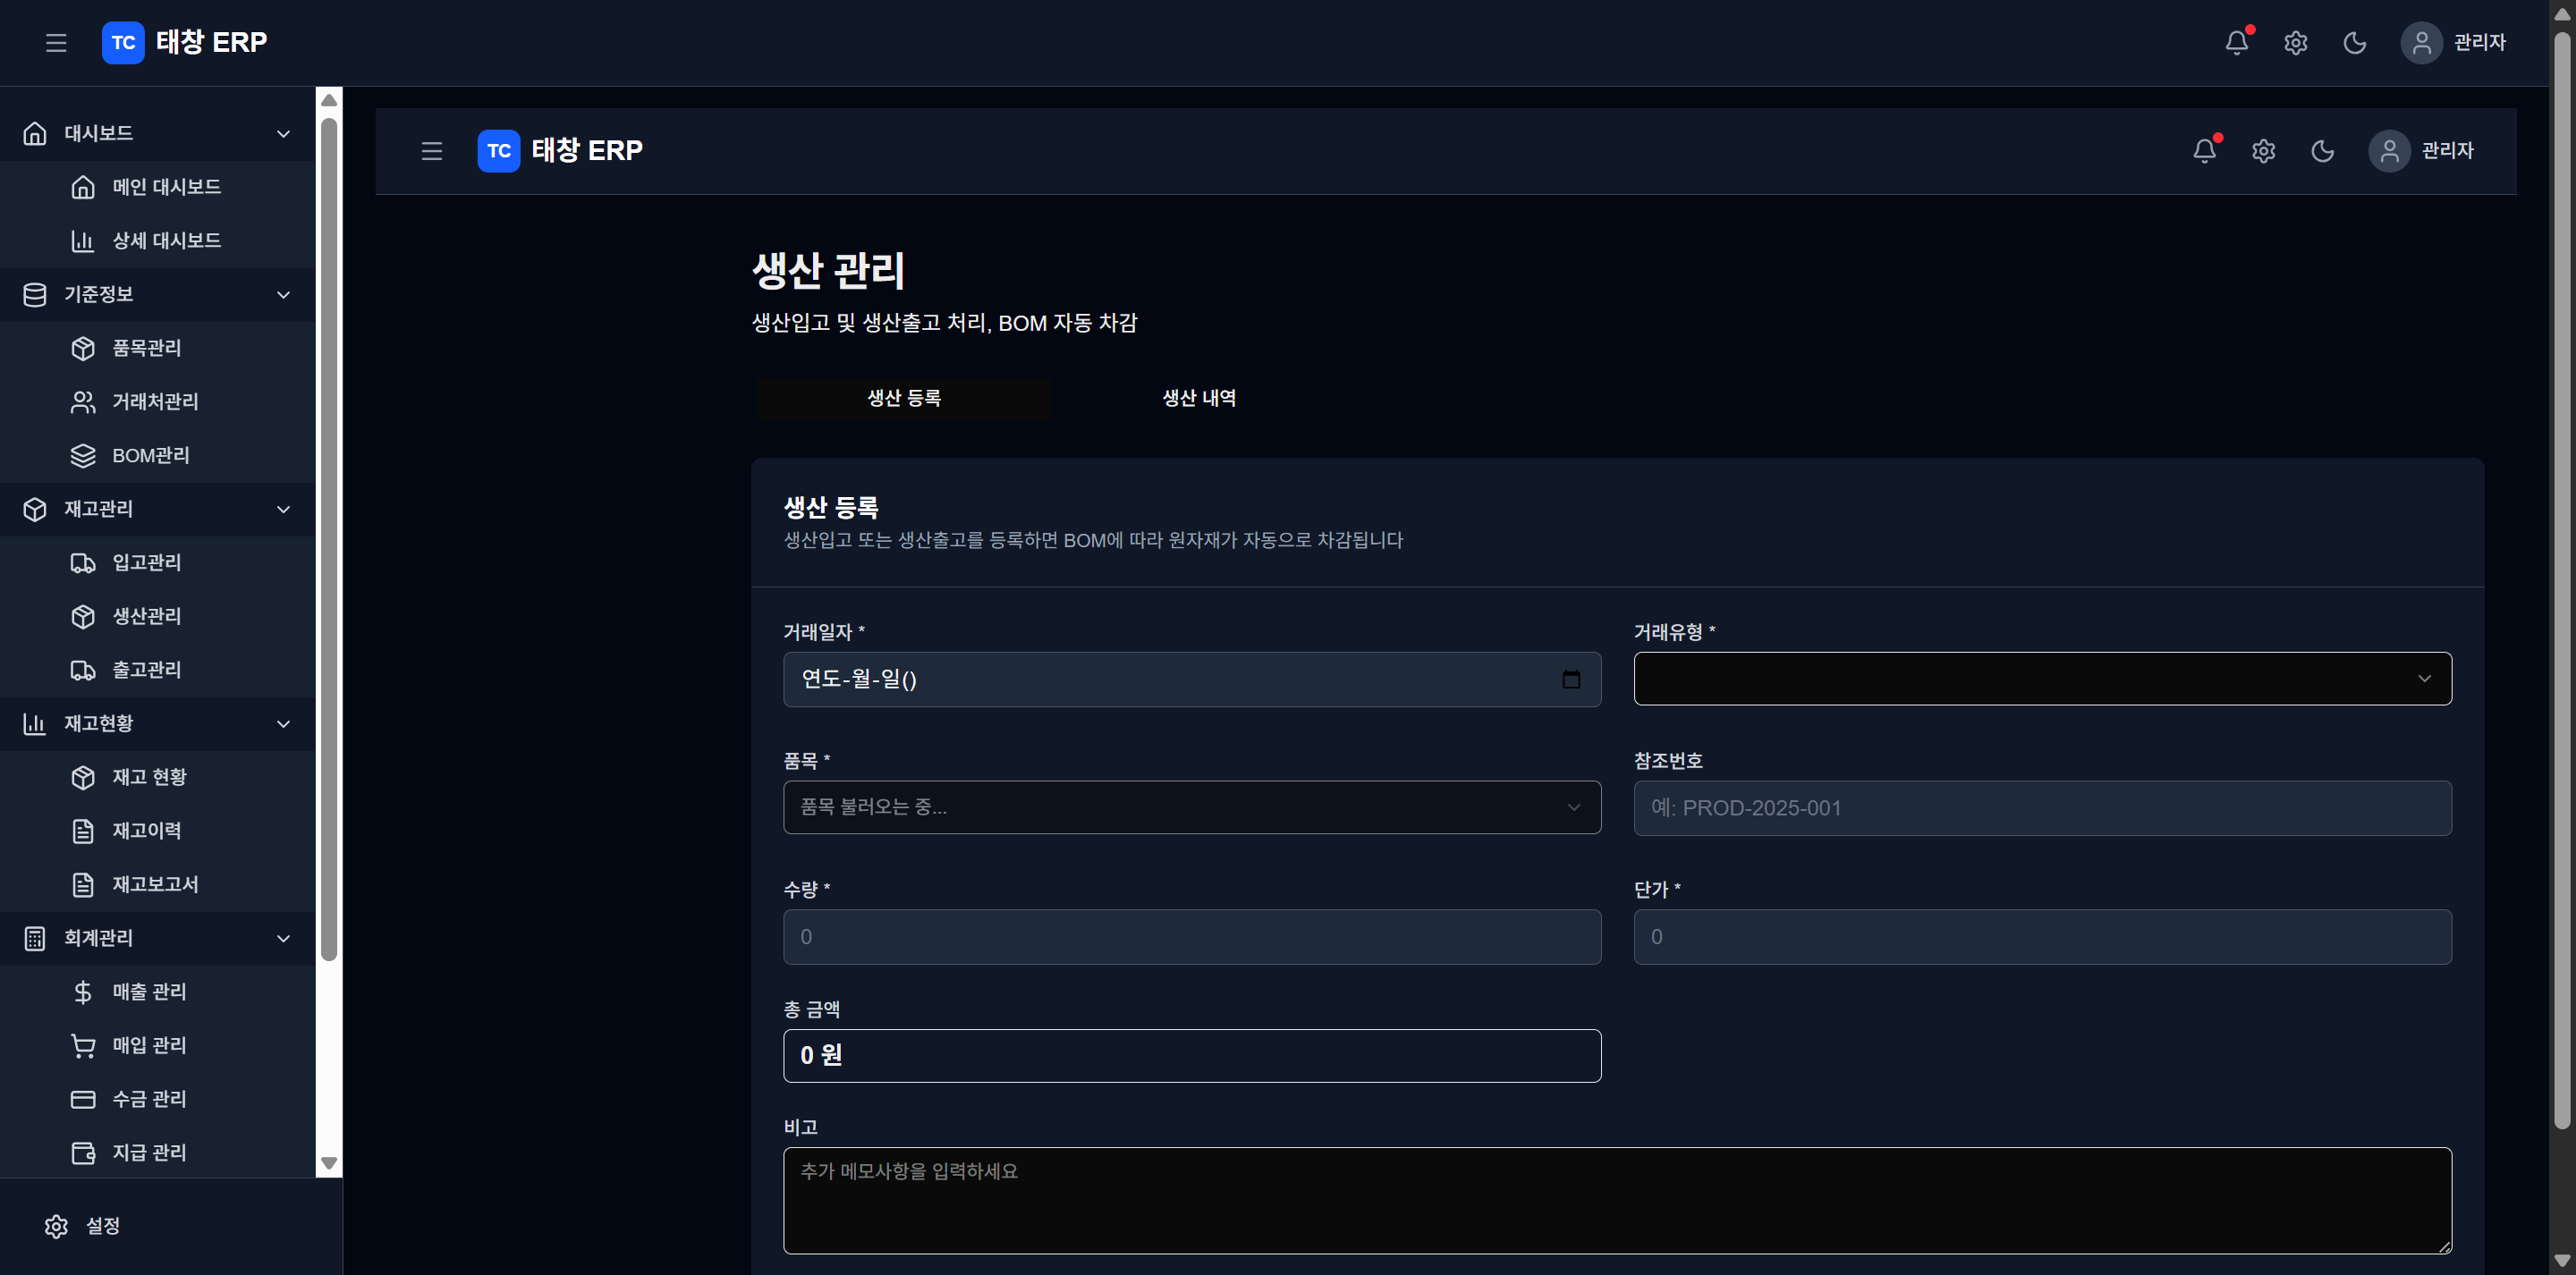 TC 태창 ERP
관리자
대시보드
메인 대시보드
상세 대시보드
기준정보
품목관리
거래처관리
BOM관리
재고관리
입고관리
생산관리
출고관리
재고현황
재고 현황
재고이력
재고보고서
회계관리
매출 관리
매입 관리
수금 관리
지급 관리
설정
TC 태창 ERP
관리자
생산 관리
생산입고 및 생산출고 처리, BOM 자동 차감
생산 등록
생산 내역
생산 등록
생산입고 또는 생산출고를 등록하면 BOM에 따라 원자재가 자동으로 차감됩니다
거래일자 *
연도-월-일()
거래유형 *
품목 *
품목 불러오는 중...
참조번호
예: PROD-2025-001
수량 *
0
단가 *
0
총 금액
0 원
비고
추가 메모사항을 입력하세요